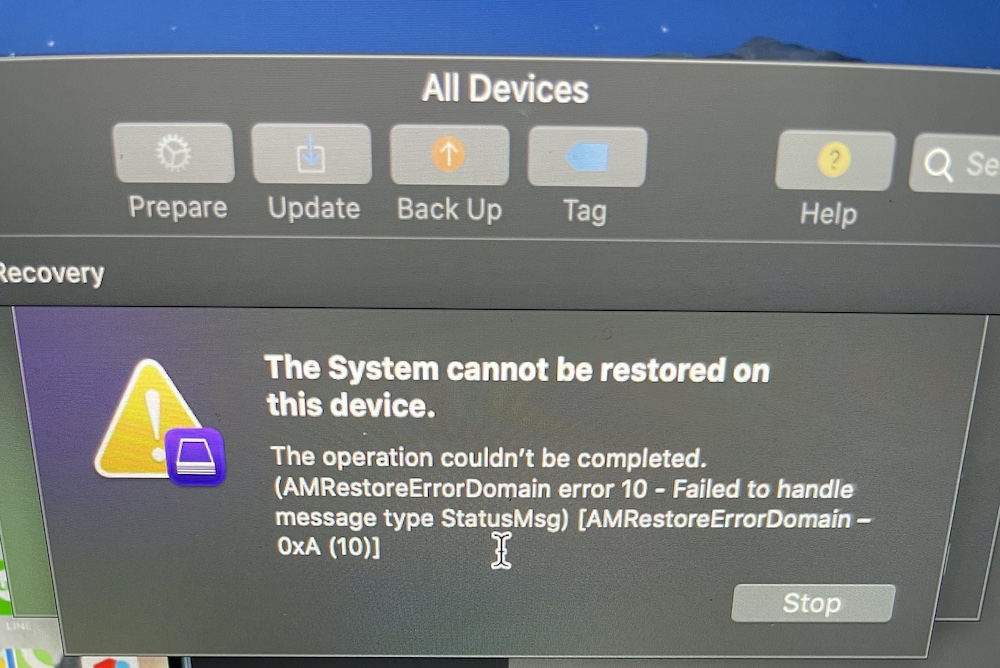 All Devices
Prepare
Update
Back Up
Tag
Help
Se
Recovery
The System cannot be restored on
this device.
The operation couldn't be completed.
(AMRestoreErrorDomain error 10 - Failed to handle
message type StatusMsg) [AMRestoreErrorDomain –
0xA (10)]
Stop
LINE